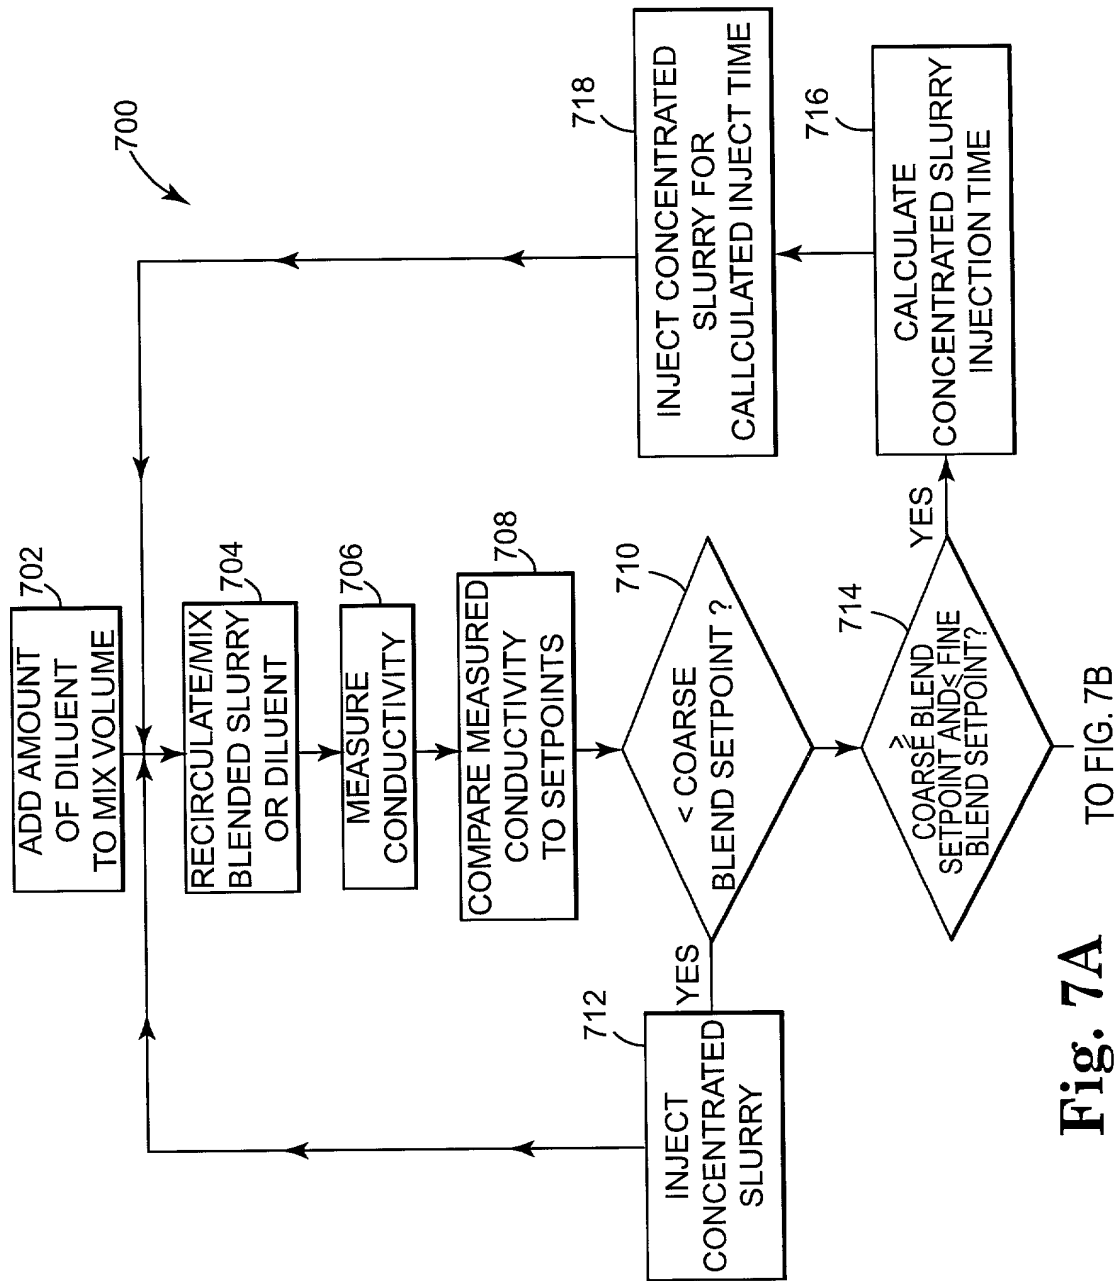 700
702
ADD AMOUNT
OF DILUENT
TO MIX VOLUME
704
RECIRCULATE/MIX
BLENDED SLURRY
OR DILUENT
706
MEASURE
CONDUCTIVITY
708
COMPARE MEASURED
CONDUCTIVITY
TO SETPOINTS
710
< COARSE
BLEND SETPOINT ?
YES
712
INJECT
CONCENTRATED
SLURRY
714
≥
COARSE BLEND
SETPOINT AND ≤ FINE
BLEND SETPOINT?
YES
716
CALCULATE
CONCENTRATED SLURRY
INJECTION TIME
718
INJECT CONCENTRATED
SLURRY FOR
CALLCULATED INJECT TIME
TO FIG. 7B
Fig. 7A